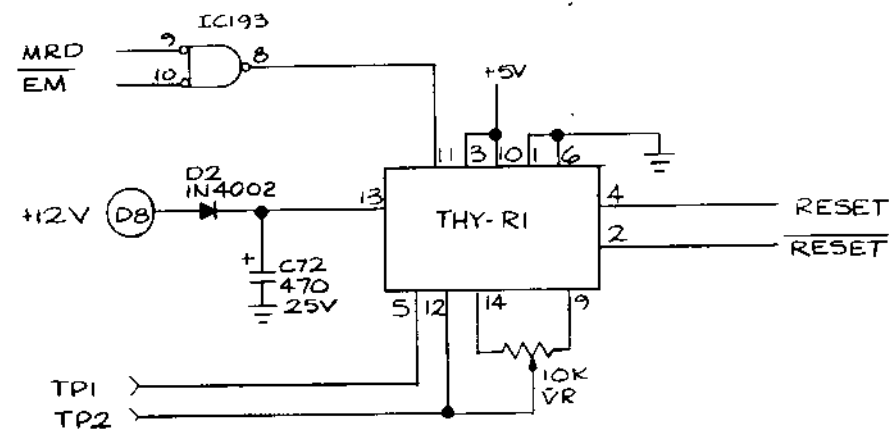 IC193
MRD
9
8
EM
10
+5V
11 3 10 1 6
D2
1N4002
13
+12V D8
THY-R1
4
RESET
2
RESET
+
C72
470
25V
5 12 14 9
10K
VR
TP1
TP2